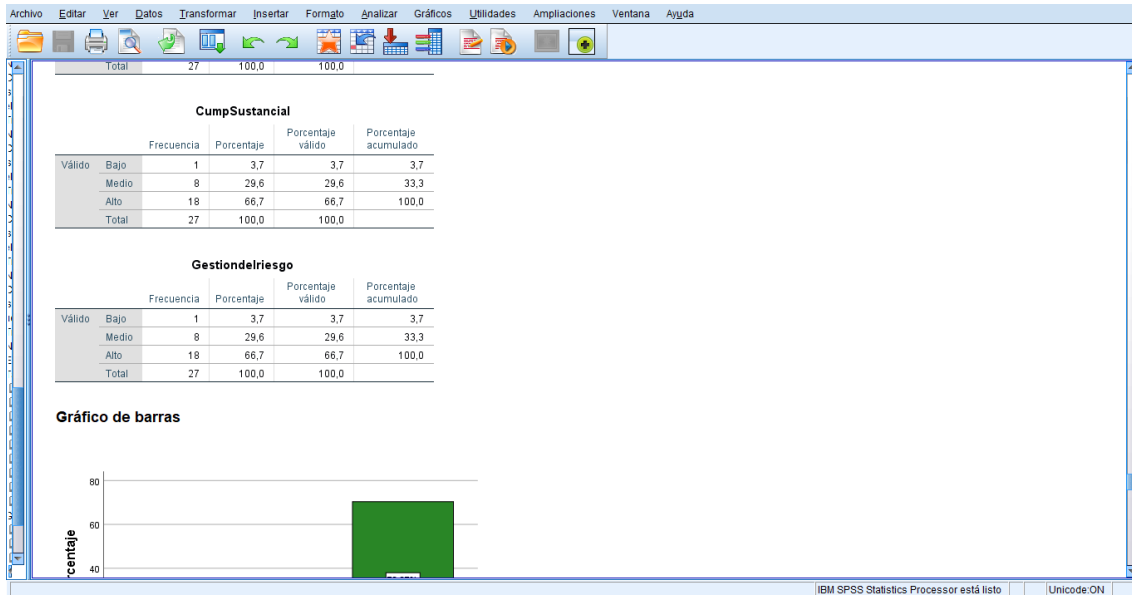 Archivo Editar Ver Datos Transformar Insertar Formato Analizar Gráficos Utilidades Ampliaciones Ventana Ayuda
Total 27 100,0 100,0
CumpSustancial
Frecuencia Porcentaje Porcentaje válido Porcentaje acumulado
Válido Bajo 1 3,7 3,7 3,7
Medio 8 29,6 29,6 33,3
Alto 18 66,7 66,7 100,0
Total 27 100,0 100,0
Gestiondelriesgo
Frecuencia Porcentaje Porcentaje válido Porcentaje acumulado
Válido Bajo 1 3,7 3,7 3,7
Medio 8 29,6 29,6 33,3
Alto 18 66,7 66,7 100,0
Total 27 100,0 100,0
Gráfico de barras
80
60
40
rcentaje
IBM SPSS Statistics Processor está listo Unicode:ON